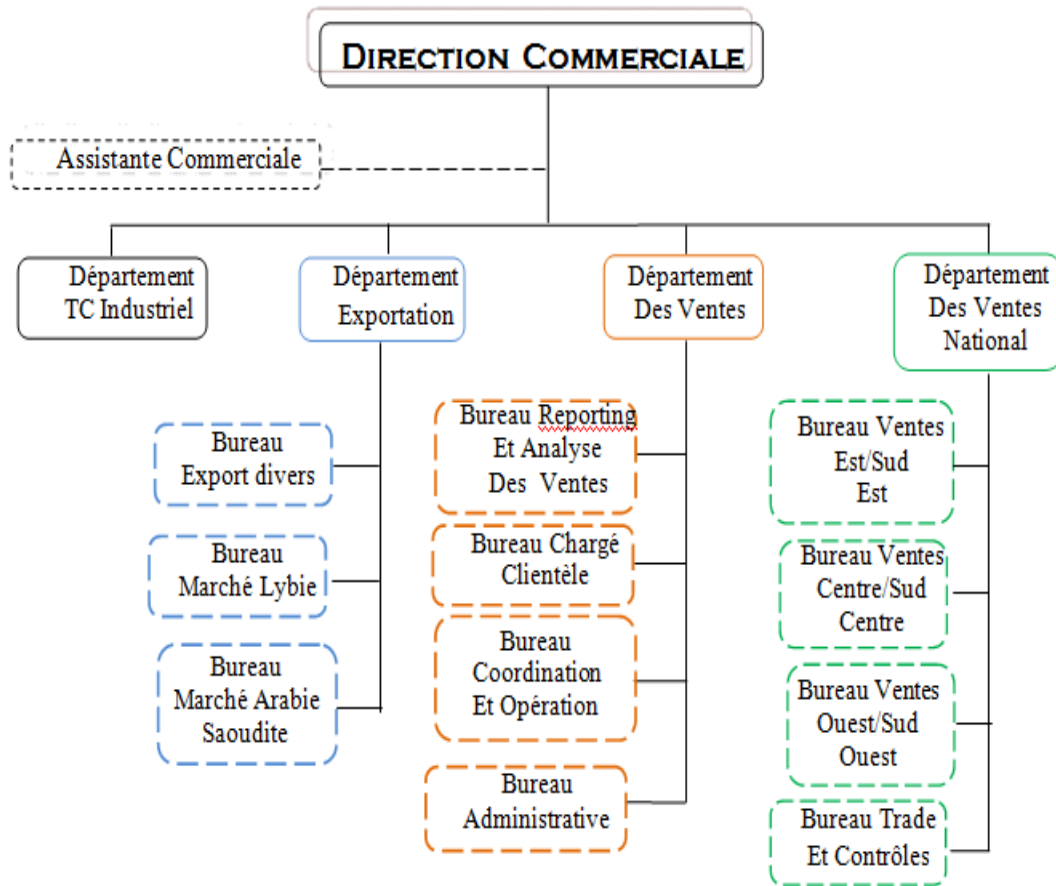 DIRECTION COMMERCIALE
Assistante Commerciale
Département
TC Industriel
Département
Exportation
Département
Des Ventes
Département
Des Ventes
National
Bureau
Export divers
Bureau
Marché Lybie
Bureau
Marché Arabie
Saoudite
Bureau Reporting
Et Analyse
Des Ventes
Bureau Chargé
Clientèle
Bureau
Coordination
Et Opération
Bureau
Administrative
Bureau Ventes
Est/Sud
Est
Bureau Ventes
Centre/Sud
Centre
Bureau Ventes
Ouest/Sud
Ouest
Bureau Trade
Et Contrôles